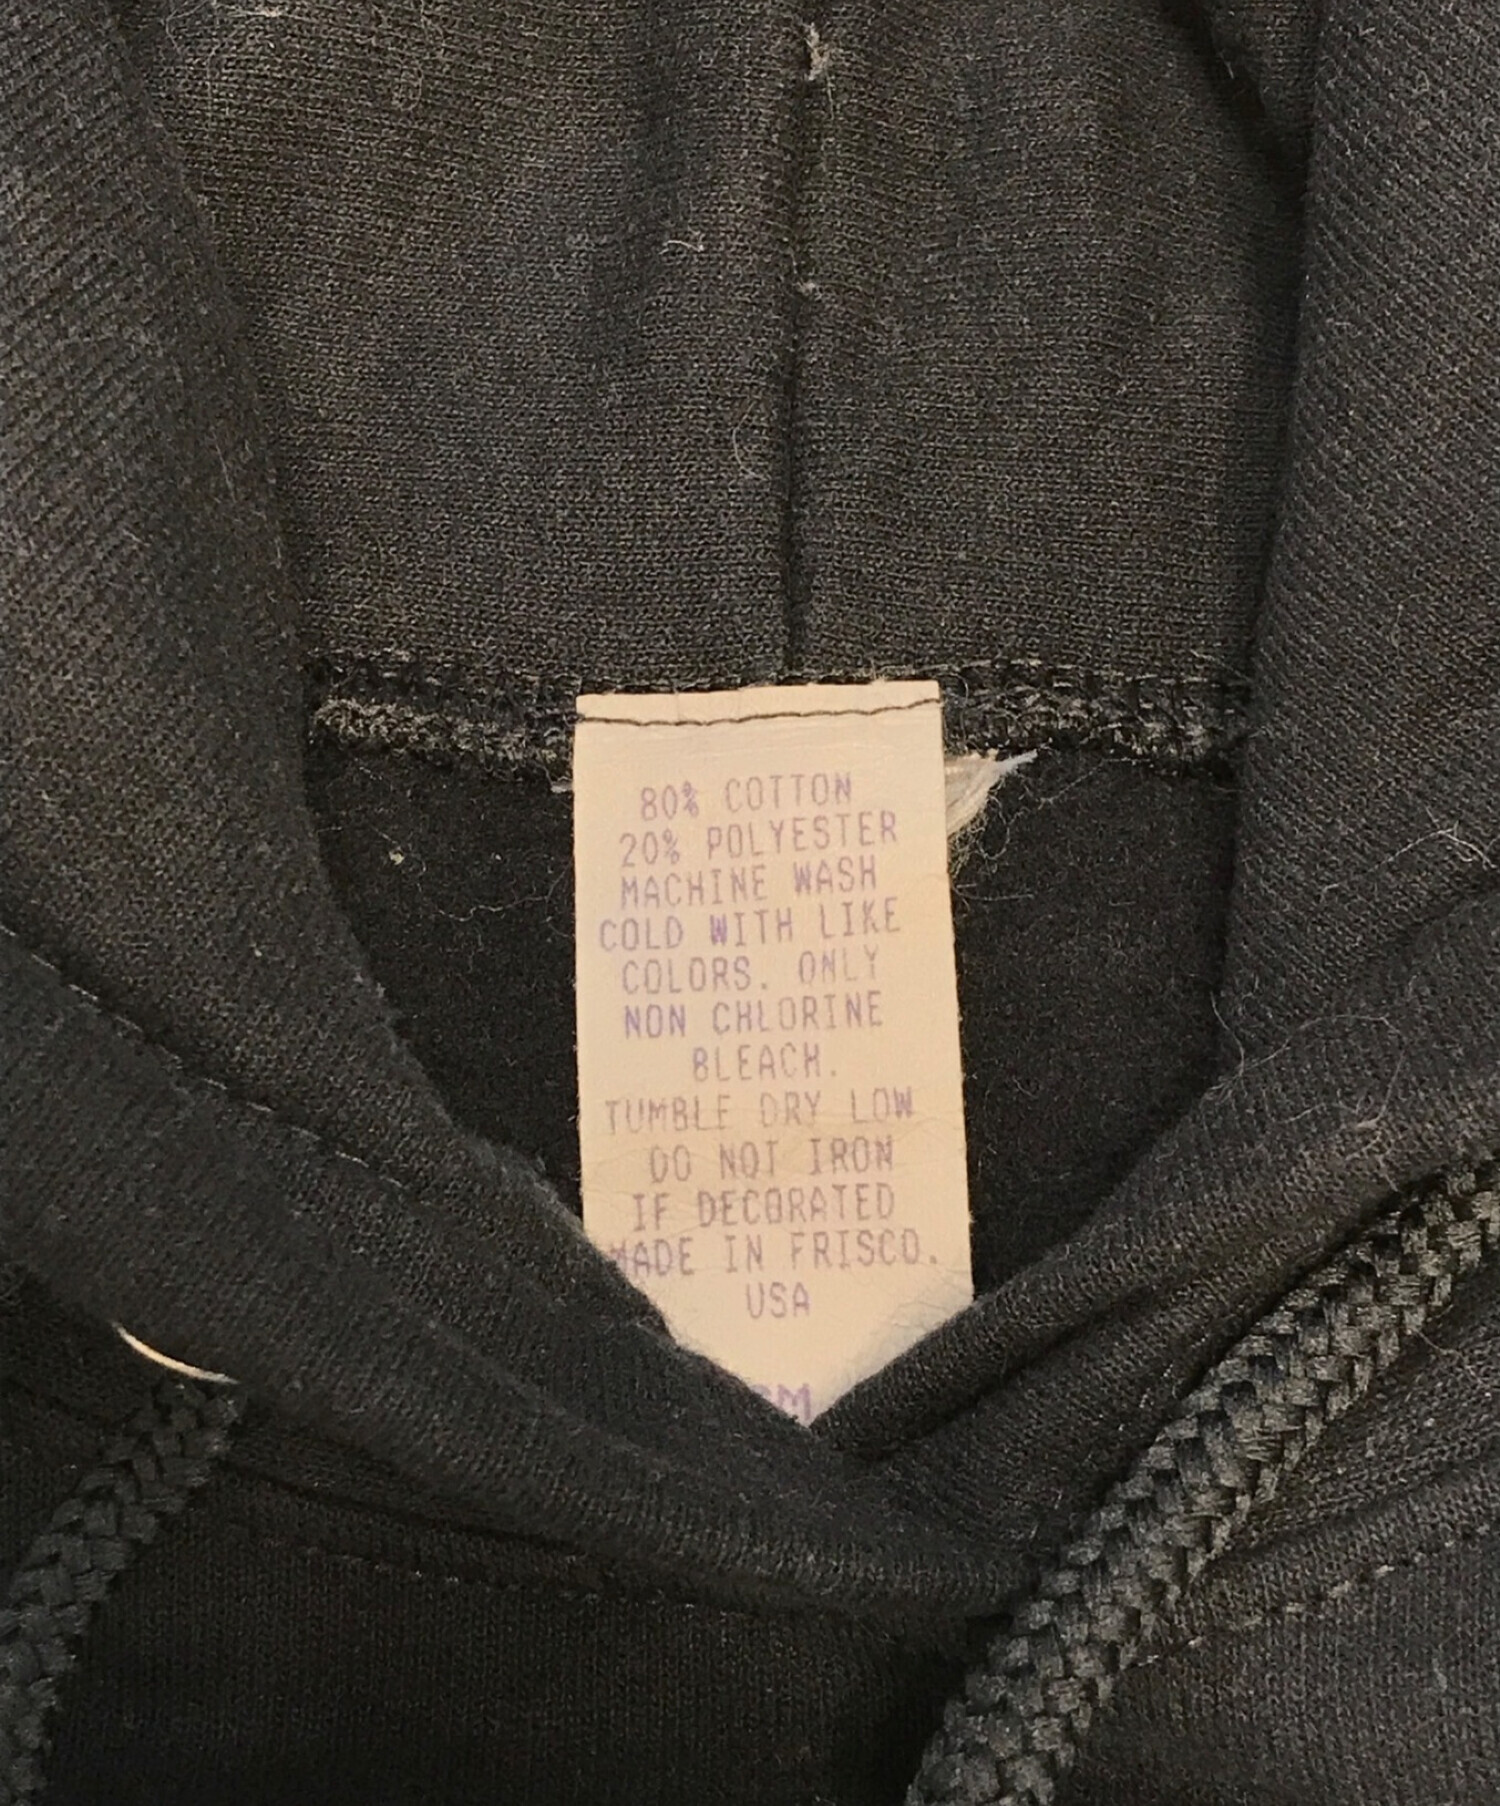 80% COTTON
20% POLYESTER
MACHINE WASH
COLD WITH LIKE
COLORS. ONLY
NON CHLORINE
BLEACH.
TUMBLE DRY LOW
DO NOT IRON
IF DECORATED
MADE IN FRISCO.
USA